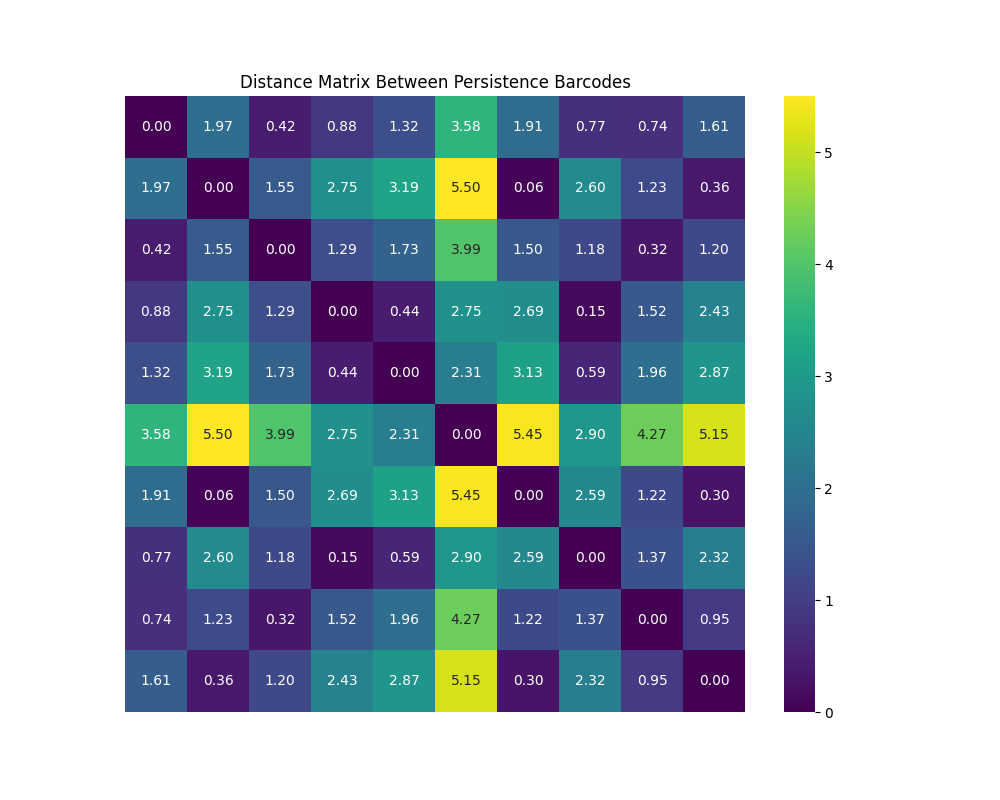 Distance Matrix Between Persistence Barcodes
0.00 1.97 0.42 0.88 1.32 3.58 1.91 0.77 0.74 1.61
1.97 0.00 1.55 2.75 3.19 5.50 0.06 2.60 1.23 0.36
0.42 1.55 0.00 1.29 1.73 3.99 1.50 1.18 0.32 1.20
0.88 2.75 1.29 0.00 0.44 2.75 2.69 0.15 1.52 2.43
1.32 3.19 1.73 0.44 0.00 2.31 3.13 0.59 1.96 2.87
3.58 5.50 3.99 2.75 2.31 0.00 5.45 2.90 4.27 5.15
1.91 0.06 1.50 2.69 3.13 5.45 0.00 2.59 1.22 0.30
0.77 2.60 1.18 0.15 0.59 2.90 2.59 0.00 1.37 2.32
0.74 1.23 0.32 1.52 1.96 4.27 1.22 1.37 0.00 0.95
1.61 0.36 1.20 2.43 2.87 5.15 0.30 2.32 0.95 0.00
5
4
3
2
1
0